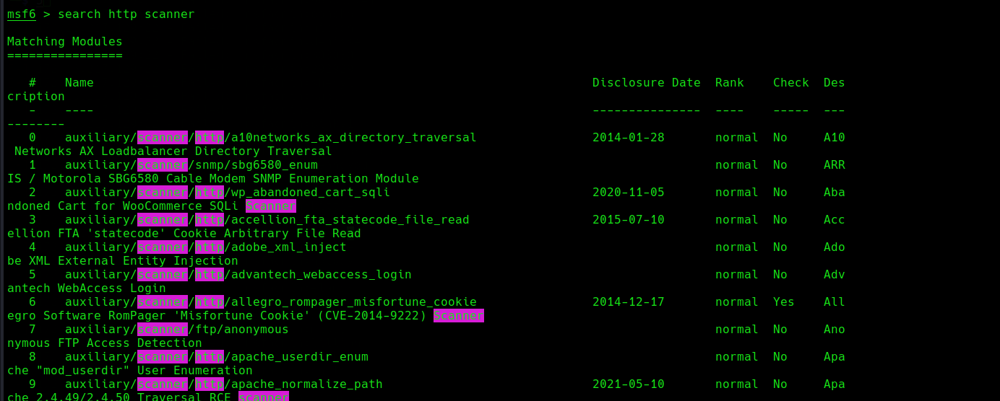 msf6 > search http scanner
Matching Modules
================
# Name Disclosure Date Rank Check Des
cription
- ---- --------------- ---- ----- ---
--------
0 auxiliary/scanner/http/a10networks_ax_directory_traversal 2014-01-28 normal No A10
Networks AX Loadbalancer Directory Traversal
1 auxiliary/scanner/snmp/sbg6580_enum normal No ARR
IS / Motorola SBG6580 Cable Modem SNMP Enumeration Module
2 auxiliary/scanner/http/wp_abandoned_cart_sqli 2020-11-05 normal No Aba
ndoned Cart for WooCommerce SQLi Scanner
3 auxiliary/scanner/http/accellion_fta_statecode_file_read 2015-07-10 normal No Acc
ellion FTA 'statecode' Cookie Arbitrary File Read
4 auxiliary/scanner/http/adobe_xml_inject normal No Ado
be XML External Entity Injection
5 auxiliary/scanner/http/advantech_webaccess_login normal No Adv
antech WebAccess Login
6 auxiliary/scanner/http/allegro_rompager_misfortune_cookie 2014-12-17 normal Yes All
egro Software RomPager 'Misfortune Cookie' (CVE-2014-9222) Scanner
7 auxiliary/scanner/ftp/anonymous normal No Ano
nymous FTP Access Detection
8 auxiliary/scanner/http/apache_userdir_enum normal No Apa
che "mod_userdir" User Enumeration
9 auxiliary/scanner/http/apache_normalize_path 2021-05-10 normal No Apa
che 2.4.49/2.4.50 Traversal RCE scanner